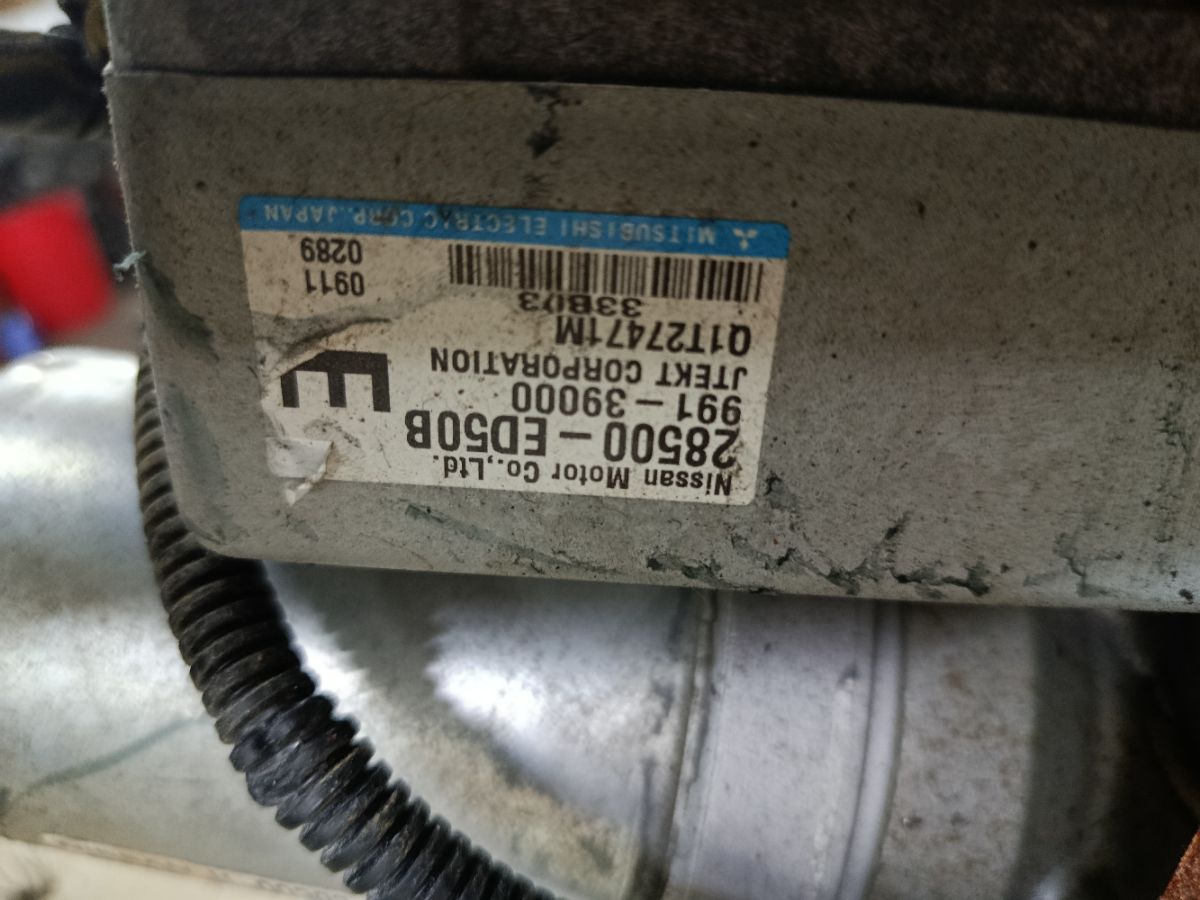 Nissan Motor Co.,Ltd.
28500-ED50B
991-39000
E
JTEKT CORPORATION
Q1T27471M
33B03
0911
0289
MITSUBISHI ELECTRIC CORP. JAPAN